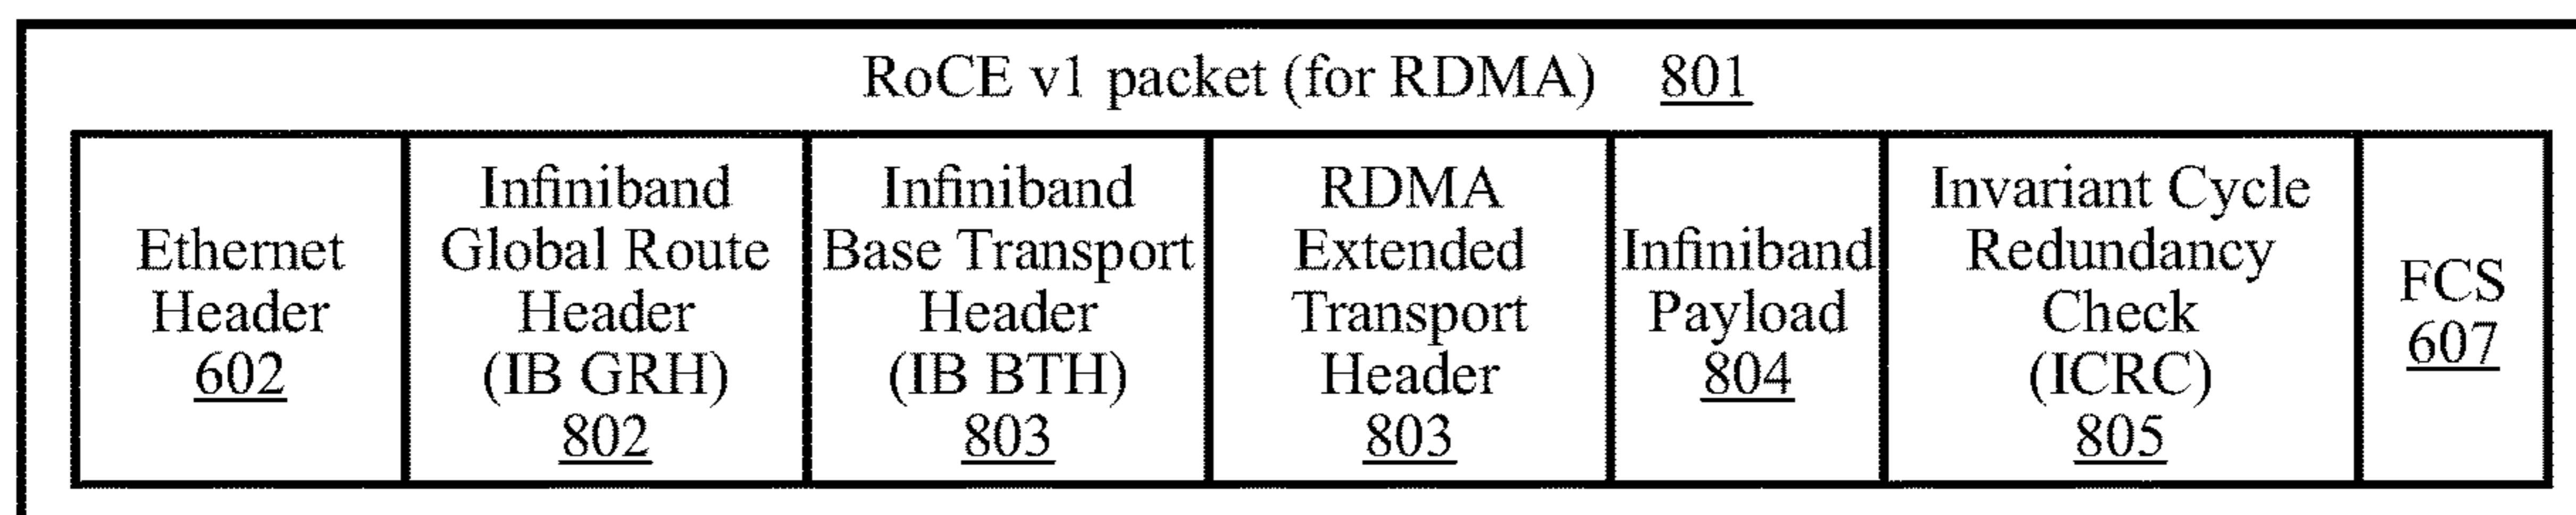 RoCE v1 packet (for RDMA) 801
Ethernet
Header
602
Infiniband
Global Route
Header
(IB GRH)
802
Infiniband
Base Transport
Header
(IB BTH)
803
RDMA
Extended
Transport
Header
803
Infiniband
Payload
804
Invariant Cycle
Redundancy
Check
(ICRC)
805
FCS
607